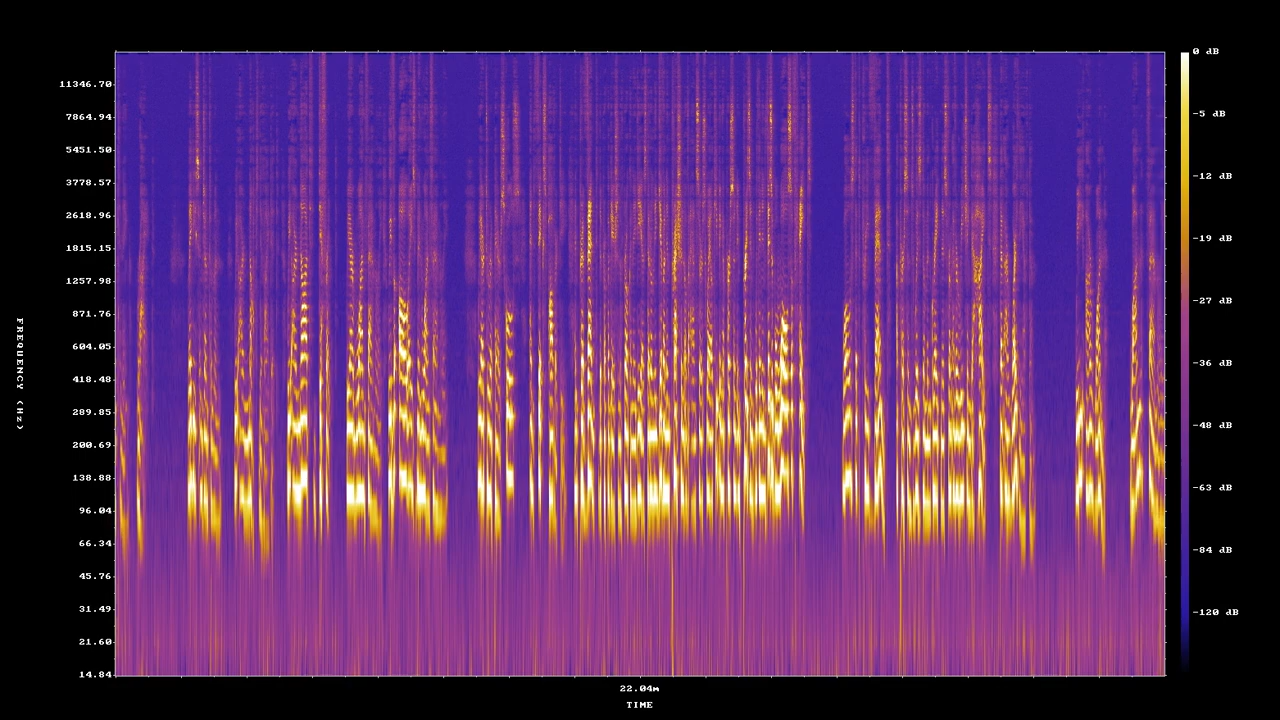 11346.70
7864.94
5451.50
3778.57
2618.96
1815.15
1257.98
871.76
604.05
418.48
289.85
200.69
138.88
96.04
66.34
45.76
31.49
21.60
14.84
FREQUENCY (Hz)
22.04m
TIME
0 dB
-5 dB
-12 dB
-19 dB
-27 dB
-36 dB
-48 dB
-63 dB
-84 dB
-120 dB